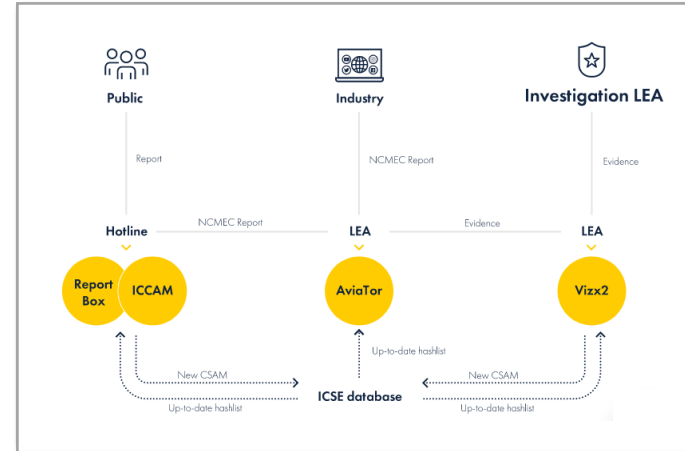 Public
Industry
Investigation LEA
Report
NCMEC Report
Evidence
Hotline
NCMEC Report
LEA
Evidence
LEA
Report
Box
ICCAM
AviaTor
Vizx2
Up-to-date hashlist
New CSAM
New CSAM
ICSE database
Up-to-date hashlist
Up-to-date hashlist